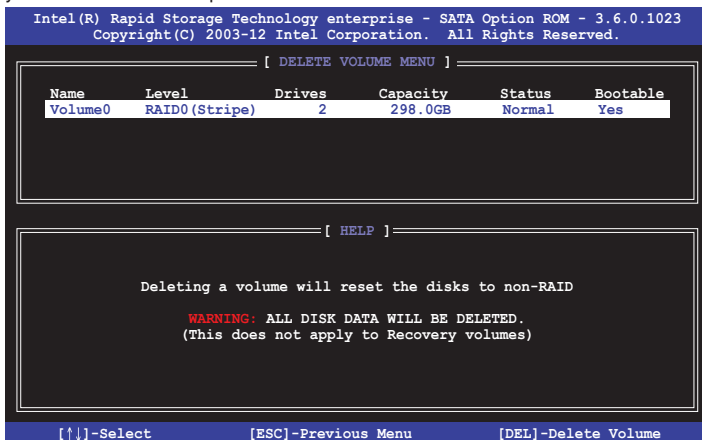 Intel(R) Rapid Storage Technology enterprise - SATA Option ROM - 3.6.0.1023
Copyright(C) 2003-12 Intel Corporation. All Rights Reserved.
[ DELETE VOLUME MENU ]
Name Level Drives Capacity Status Bootable
Volume0 RAID0(Stripe) 2 298.0GB Normal Yes
[ HELP ]
Deleting a volume will reset the disks to non-RAID
WARNING: ALL DISK DATA WILL BE DELETED.
(This does not apply to Recovery volumes)
[↑↓]-Select [ESC]-Previous Menu [DEL]-Delete Volume